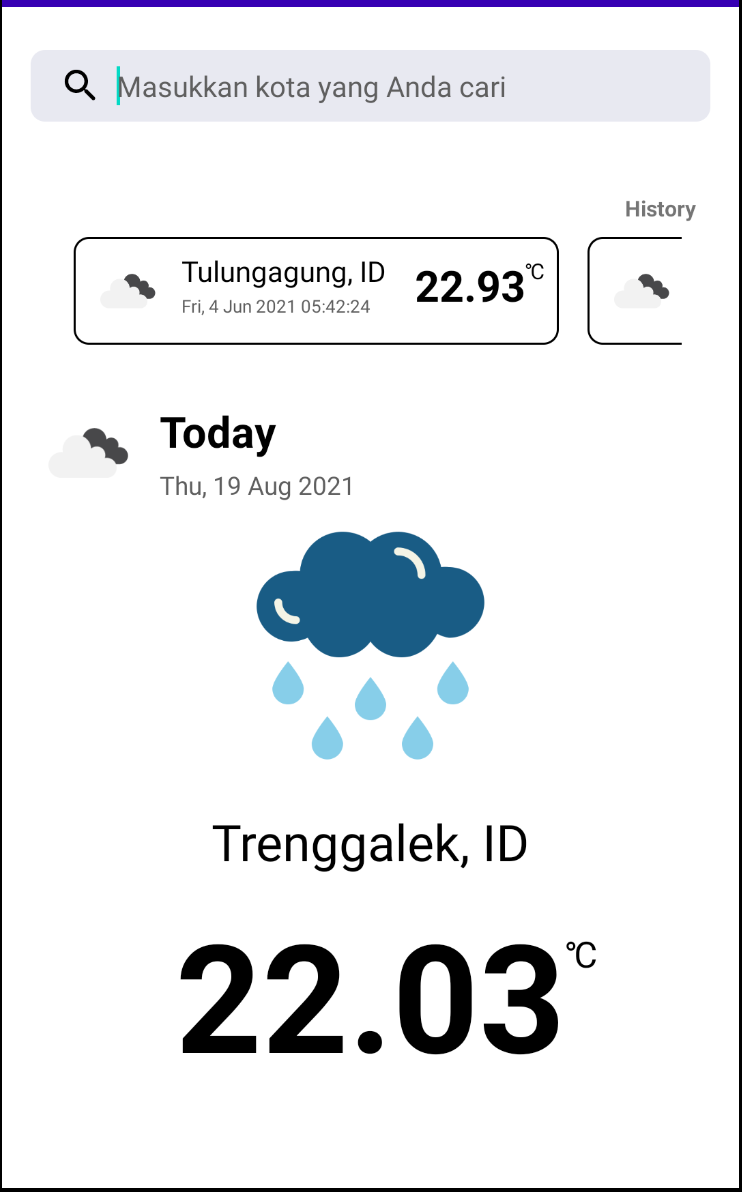 Masukkan kota yang Anda cari
History
Tulungagung, ID
22.93°C
Fri, 4 Jun 2021 05:42:24
Today
Thu, 19 Aug 2021
Trenggalek, ID
22.03°C